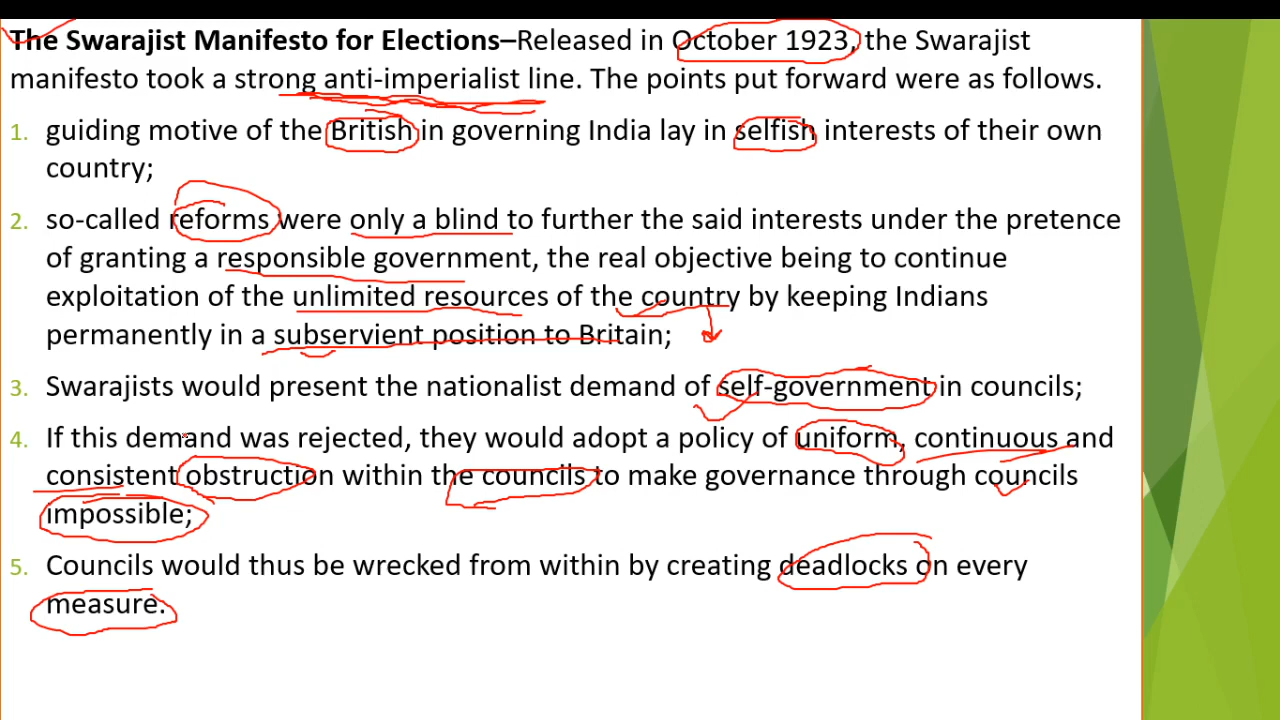 The Swarajist Manifesto for Elections–Released in October 1923, the Swarajist
manifesto took a strong anti-imperialist line. The points put forward were as follows.
1. guiding motive of the British in governing India lay in selfish interests of their own
country;
2. so-called reforms were only a blind to further the said interests under the pretence
of granting a responsible government, the real objective being to continue
exploitation of the unlimited resources of the country by keeping Indians
permanently in a subservient position to Britain;
3. Swarajists would present the nationalist demand of self-government in councils;
4. If this demand was rejected, they would adopt a policy of uniform, continuous and
consistent obstruction within the councils to make governance through councils
impossible;
5. Councils would thus be wrecked from within by creating deadlocks on every
measure.